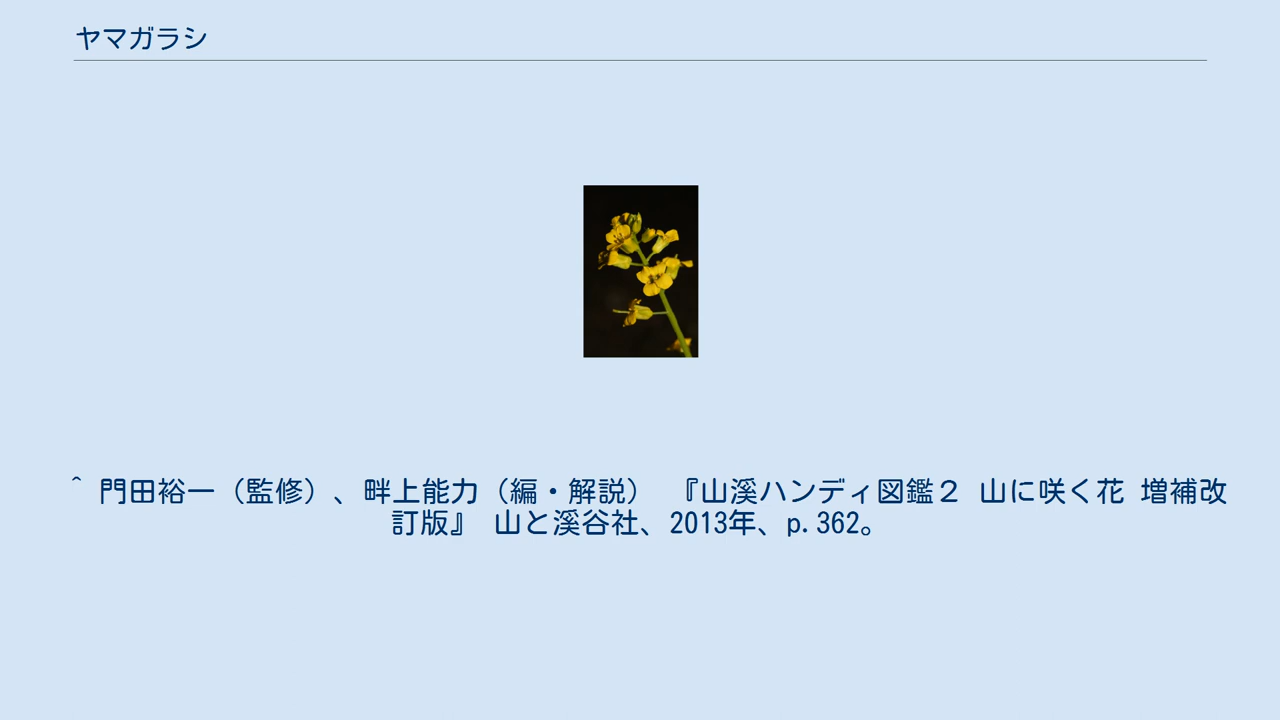 ヤマガラシ
^ 門田裕一（監修）、畔上能力（編・解説） 『山溪ハンディ図鑑２ 山に咲く花 増補改
訂版』 山と溪谷社、2013年、p.362。